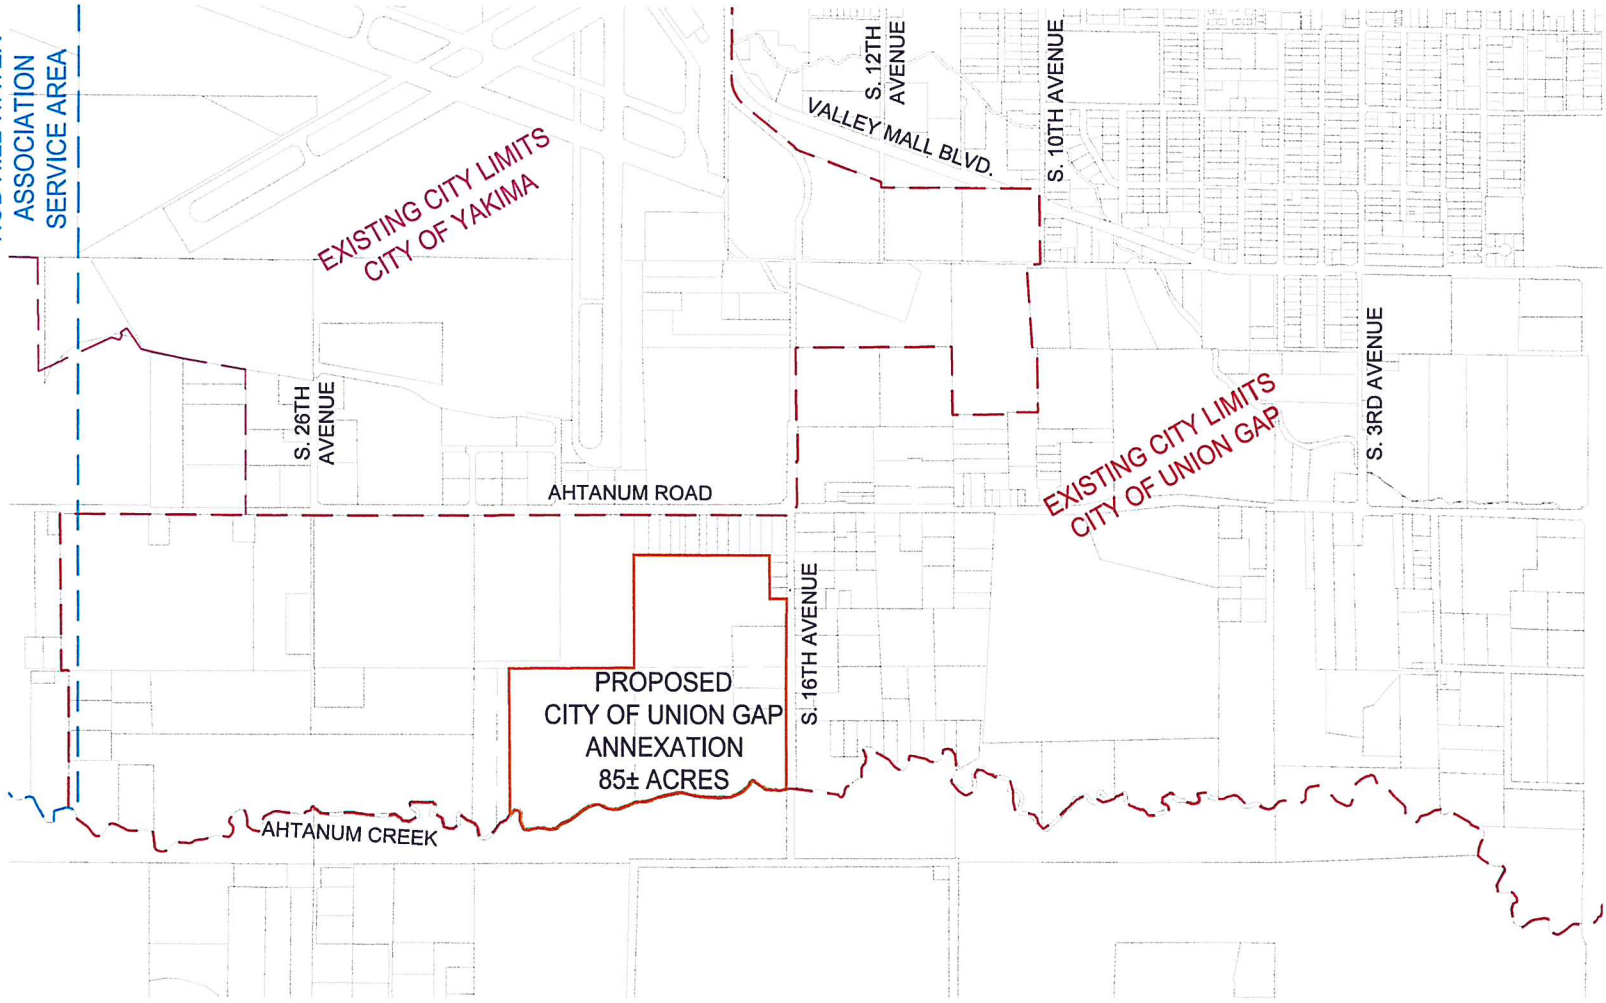 ASSOCIATION
SERVICE AREA
S. 12TH
AVENUE
S. 10TH AVENUE
VALLEY MALL BLVD.
EXISTING CITY LIMITS
CITY OF YAKIMA
S. 26TH
AVENUE
S. 3RD AVENUE
EXISTING CITY LIMITS
CITY OF UNION GAP
AHTANUM ROAD
S. 16TH AVENUE
PROPOSED
CITY OF UNION GAP
ANNEXATION
85± ACRES
AHTANUM CREEK